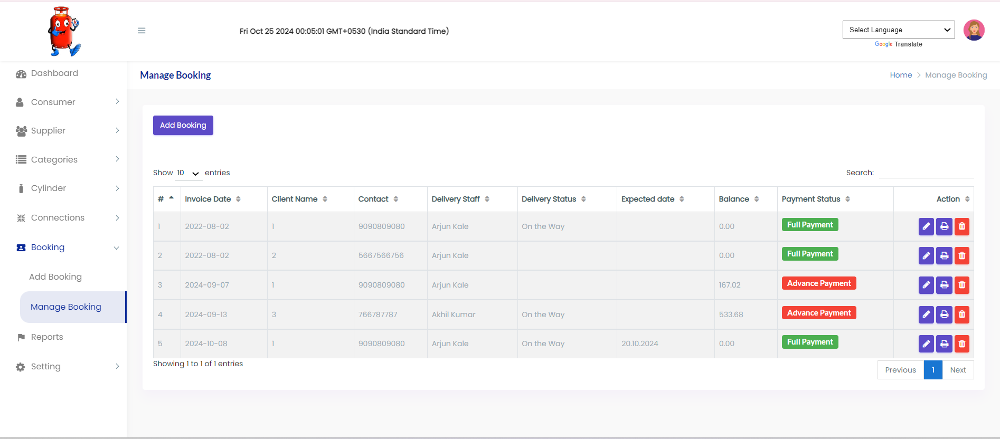 Fri Oct 25 2024 00:05:01 GMT+0530 (India Standard Time)
Select Language
Google Translate
Dashboard
Consumer
Supplier
Categories
Cylinder
Connections
Booking
Add Booking
Manage Booking
Reports
Setting
Manage Booking
Home > Manage Booking
Add Booking
Show 10 entries
Search:
# Invoice Date Client Name Contact Delivery Staff Delivery Status Expected date Balance Payment Status Action
1 2022-08-02 1 9090809080 Arjun Kale On the Way 0.00 Full Payment
2 2022-08-02 2 5667566756 Arjun Kale 0.00 Full Payment
3 2024-09-07 1 9090809080 Arjun Kale 167.02 Advance Payment
4 2024-09-13 3 766787787 Akhil Kumar On the Way 533.68 Advance Payment
5 2024-10-08 1 9090809080 Arjun Kale On the Way 20.10.2024 0.00 Full Payment
Showing 1 to 1 of 1 entries
Previous 1 Next